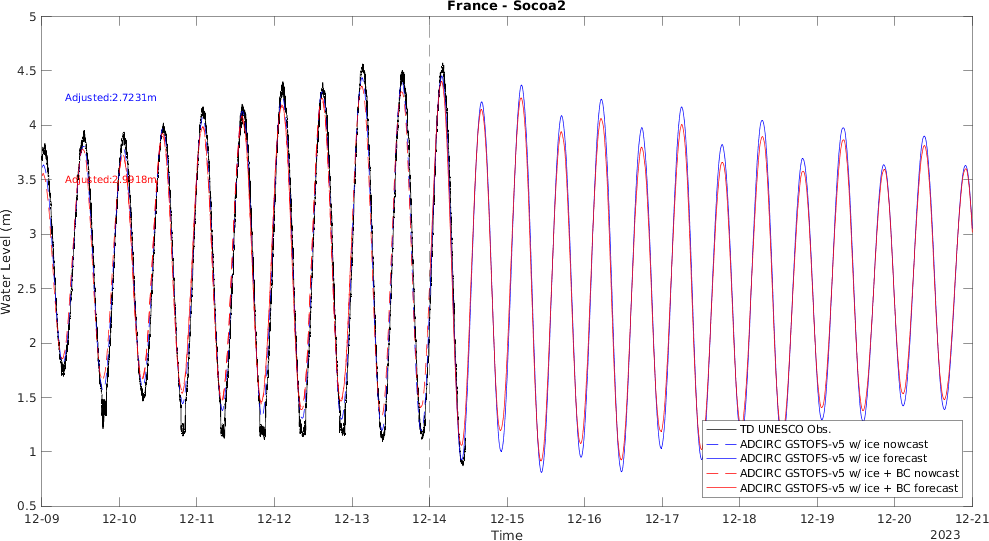 France - Socoa2
5
4.5
4
3.5
3
2.5
2
1.5
1
0.5
Water Level (m)
Adjusted:2.7231m
Adjusted:2.9918m
TD UNESCO Obs.
ADCIRC GSTOFS-v5 w/ ice nowcast
ADCIRC GSTOFS-v5 w/ ice forecast
ADCIRC GSTOFS-v5 w/ ice + BC nowcast
ADCIRC GSTOFS-v5 w/ ice + BC forecast
12-09 12-10 12-11 12-12 12-13 12-14 12-15 12-16 12-17 12-18 12-19 12-20 12-21
Time
2023